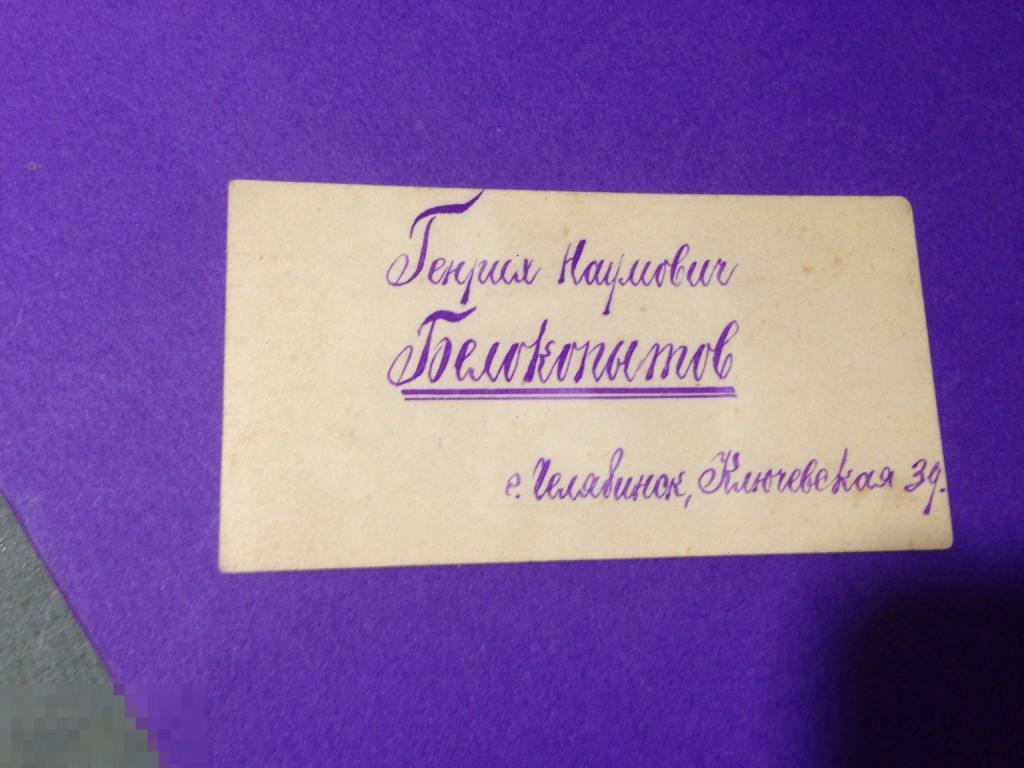 Генрих Наумович
Белокопытов
г. Челябинск, Ключевская 39.